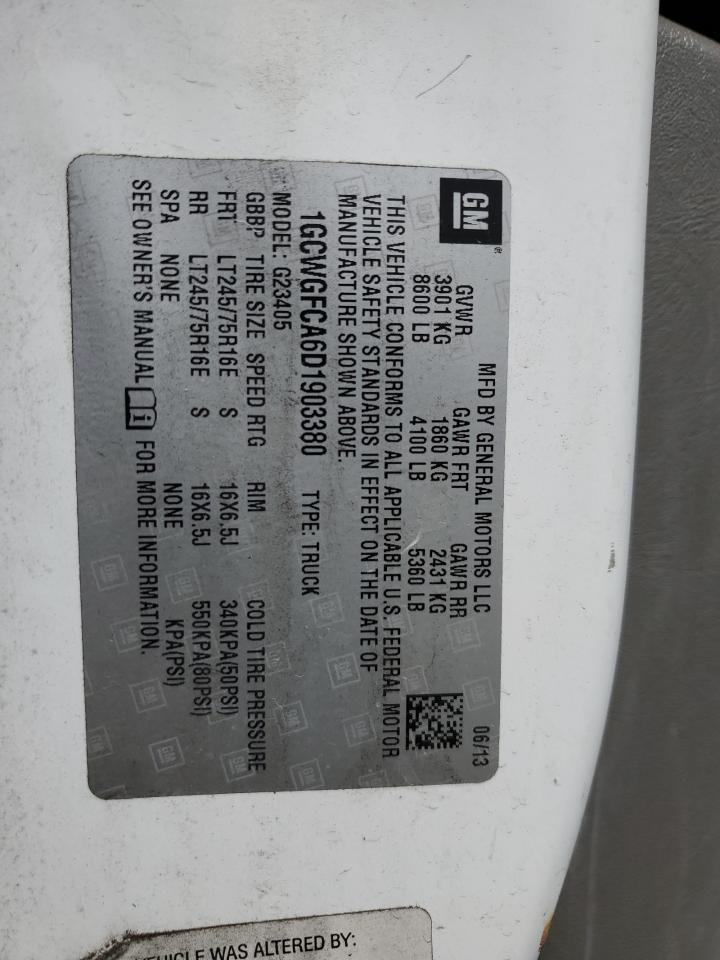 GM ®
MFD BY GENERAL MOTORS LLC 06/13
GVWR GAWR FRT GAWR RR
3901 KG 1860 KG 2431 KG
8600 LB 4100 LB 5360 LB
THIS VEHICLE CONFORMS TO ALL APPLICABLE U.S. FEDERAL MOTOR
VEHICLE SAFETY STANDARDS IN EFFECT ON THE DATE OF
MANUFACTURE SHOWN ABOVE.
1GCWGFCA6D1903380 TYPE: TRUCK
MODEL: G23405
GBBP TIRE SIZE SPEED RTG RIM COLD TIRE PRESSURE
FRT LT245/75R16E S 16X6.5J 340KPA(50PSI)
RR LT245/75R16E S 16X6.5J 550KPA(80PSI)
SPA NONE NONE KPA(PSI)
SEE OWNER'S MANUAL i FOR MORE INFORMATION.
VEHICLE WAS ALTERED BY: